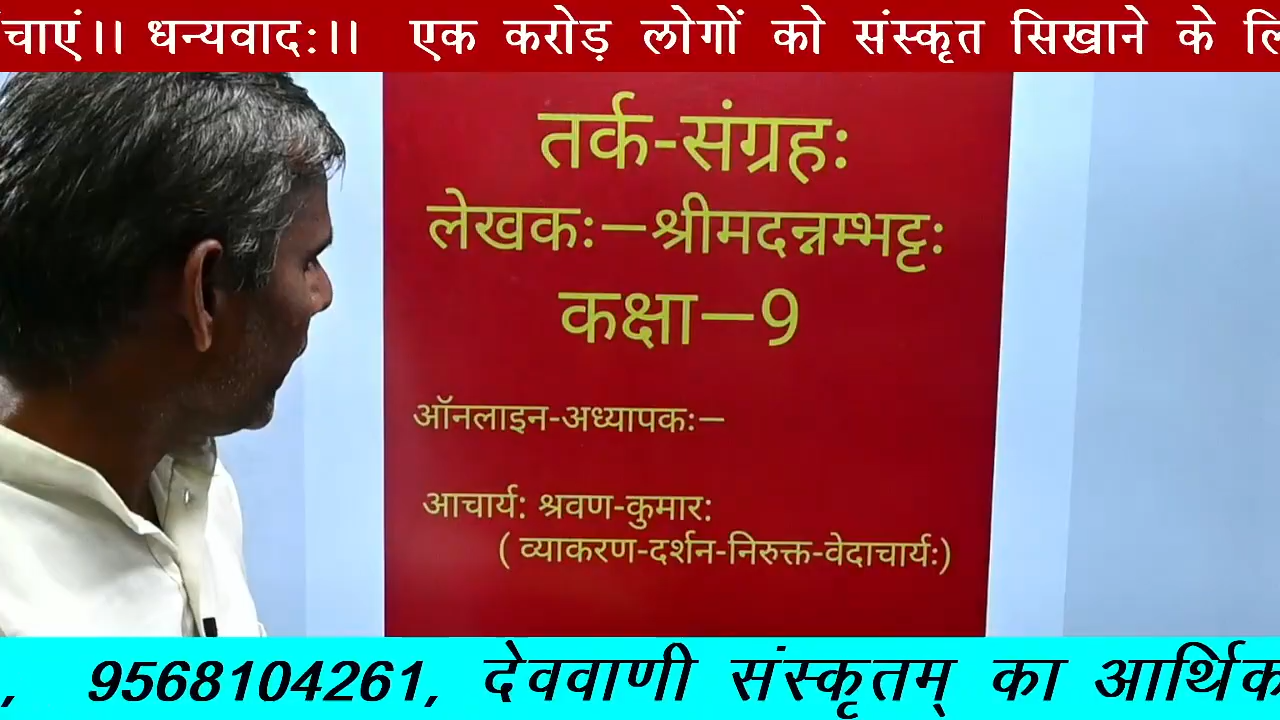 चाएं।। धन्यवादः।। एक करोड़ लोगों को संस्कृत सिखाने के लि
तर्क-संग्रहः
लेखकः—श्रीमदन्नम्भट्टः
कक्षा—9
ऑनलाइन-अध्यापकः—
आचार्यः श्रवण-कुमारः
( व्याकरण-दर्शन-निरुक्त-वेदाचार्यः)
, 9568104261, देववाणी संस्कृतम् का आर्थिक